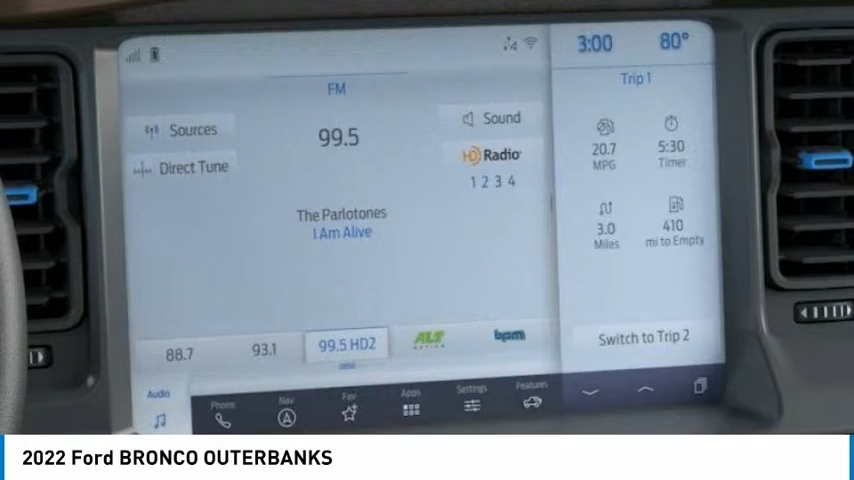 3:00 80°
FM
Trip 1
Sources
99.5
Sound
Direct Tune
HD Radio
1 2 3 4
20.7 5:30
MPG Timer
The Parlotones
I Am Alive
3.0 410
Miles mi to Empty
88.7 93.1 99.5 HD2 ALT NATION bpm
Switch to Trip 2
Audio Phone Nav Fav Apps Settings Features
2022 Ford BRONCO OUTERBANKS